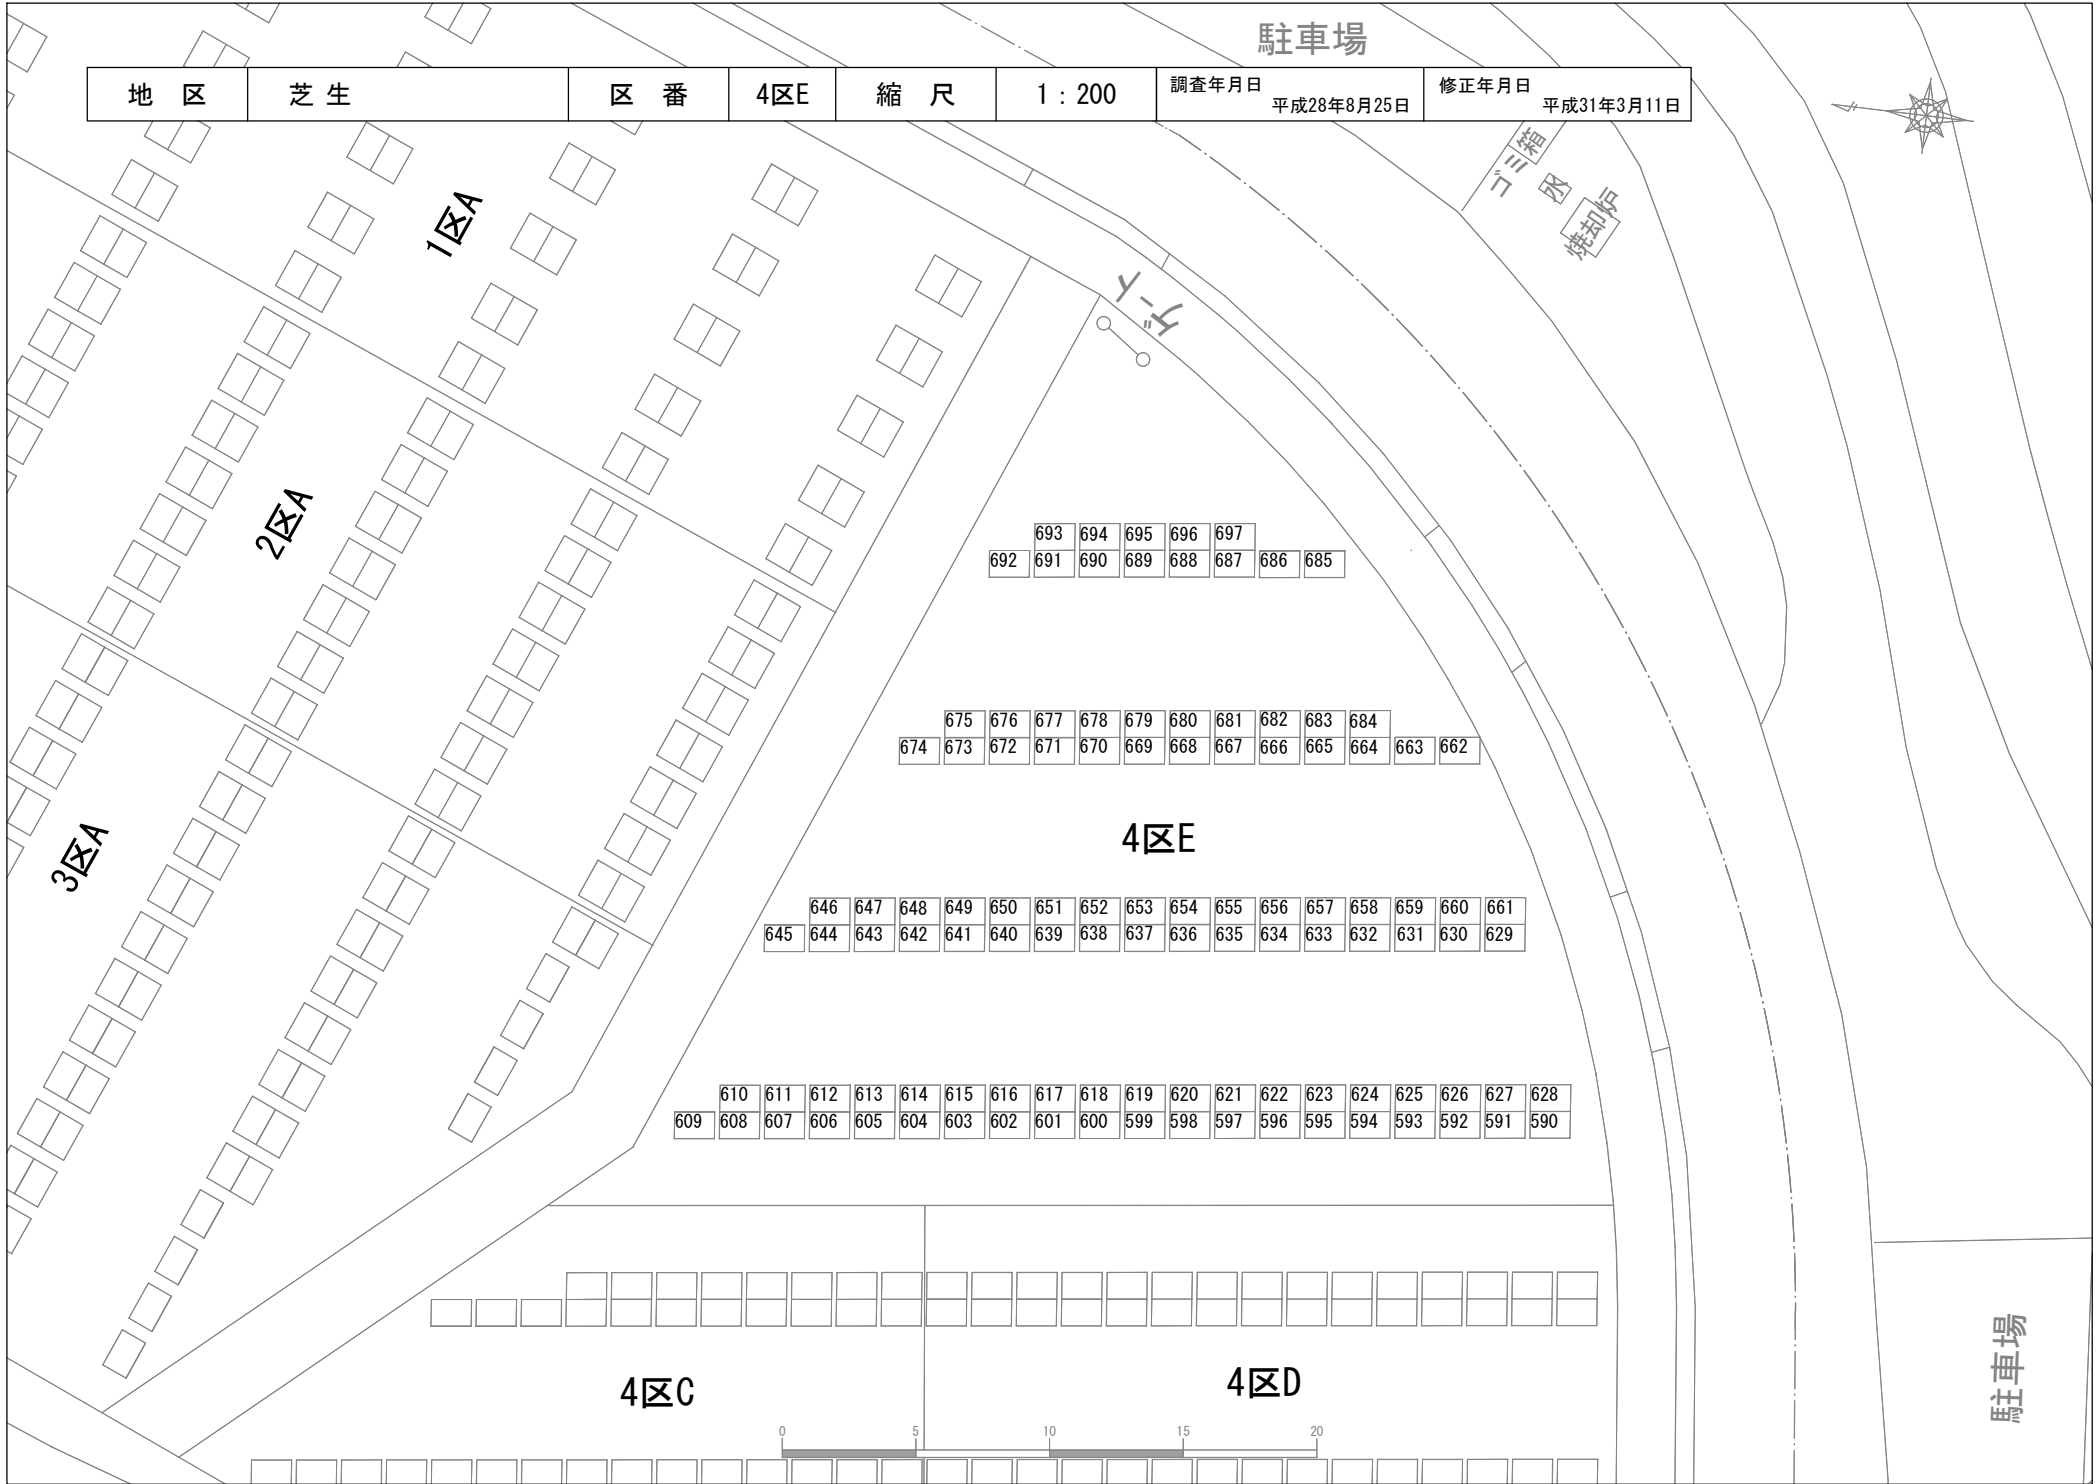 駐車場
地 区 芝 生 区 番 4区E 縮 尺 1：200 調査年月日 平成28年8月25日 修正年月日 平成31年3月11日
ゴミ箱
焼却炉
1区A
ゲート
2区A
693 694 695 696 697
692 691 690 689 688 687 686 685
675 676 677 678 679 680 681 682 683 684
674 673 672 671 670 669 668 667 666 665 664 663 662
4区E
3区A
646 647 648 649 650 651 652 653 654 655 656 657 658 659 660 661
645 644 643 642 641 640 639 638 637 636 635 634 633 632 631 630 629
610 611 612 613 614 615 616 617 618 619 620 621 622 623 624 625 626 627 628
609 608 607 606 605 604 603 602 601 600 599 598 597 596 595 594 593 592 591 590
4区C
4区D
駐車場
0 5 10 15 20